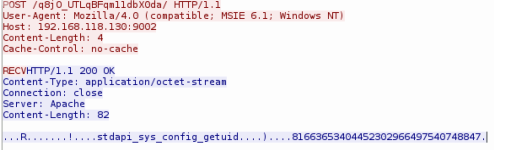 POST /qBjO_UTLqBFqm1ldbX0da/ HTTP/1.1
User-Agent: Mozilla/4.0 (compatible; MSIE 6.1; Windows NT)
Host: 192.168.118.130:9002
Content-Length: 4
Cache-Control: no-cache
RECVHTTP/1.1 200 OK
Content-Type: application/octet-stream
Connection: close
Server: Apache
Content-Length: 82
...R.......!....stdapi_sys_config_getuid....)....81663653404452302966497540748847.